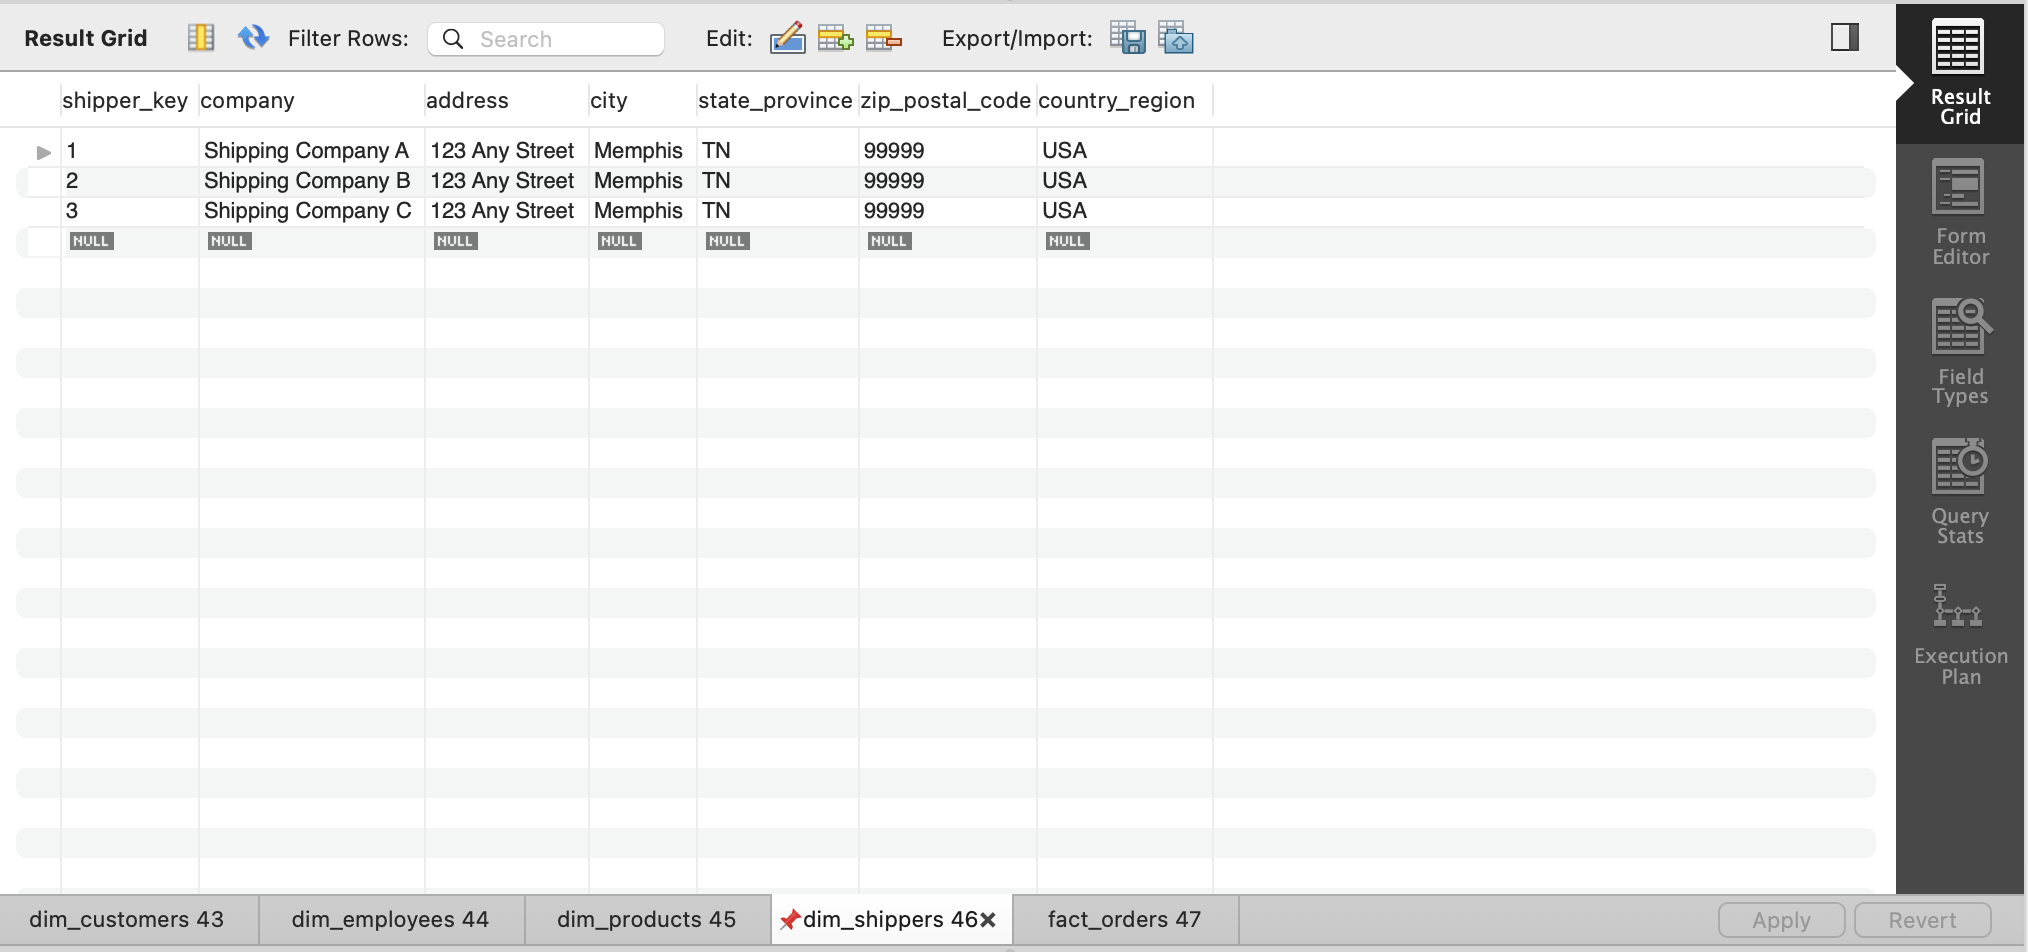 Result Grid Filter Rows: Search Edit: Export/Import:
shipper_key company address city state_province zip_postal_code country_region
1 Shipping Company A 123 Any Street Memphis TN 99999 USA
2 Shipping Company B 123 Any Street Memphis TN 99999 USA
3 Shipping Company C 123 Any Street Memphis TN 99999 USA
NULL NULL NULL NULL NULL NULL NULL
Result
Grid
Form
Editor
Field
Types
Query
Stats
Execution
Plan
dim_customers 43 dim_employees 44 dim_products 45 dim_shippers 46 fact_orders 47 Apply Revert